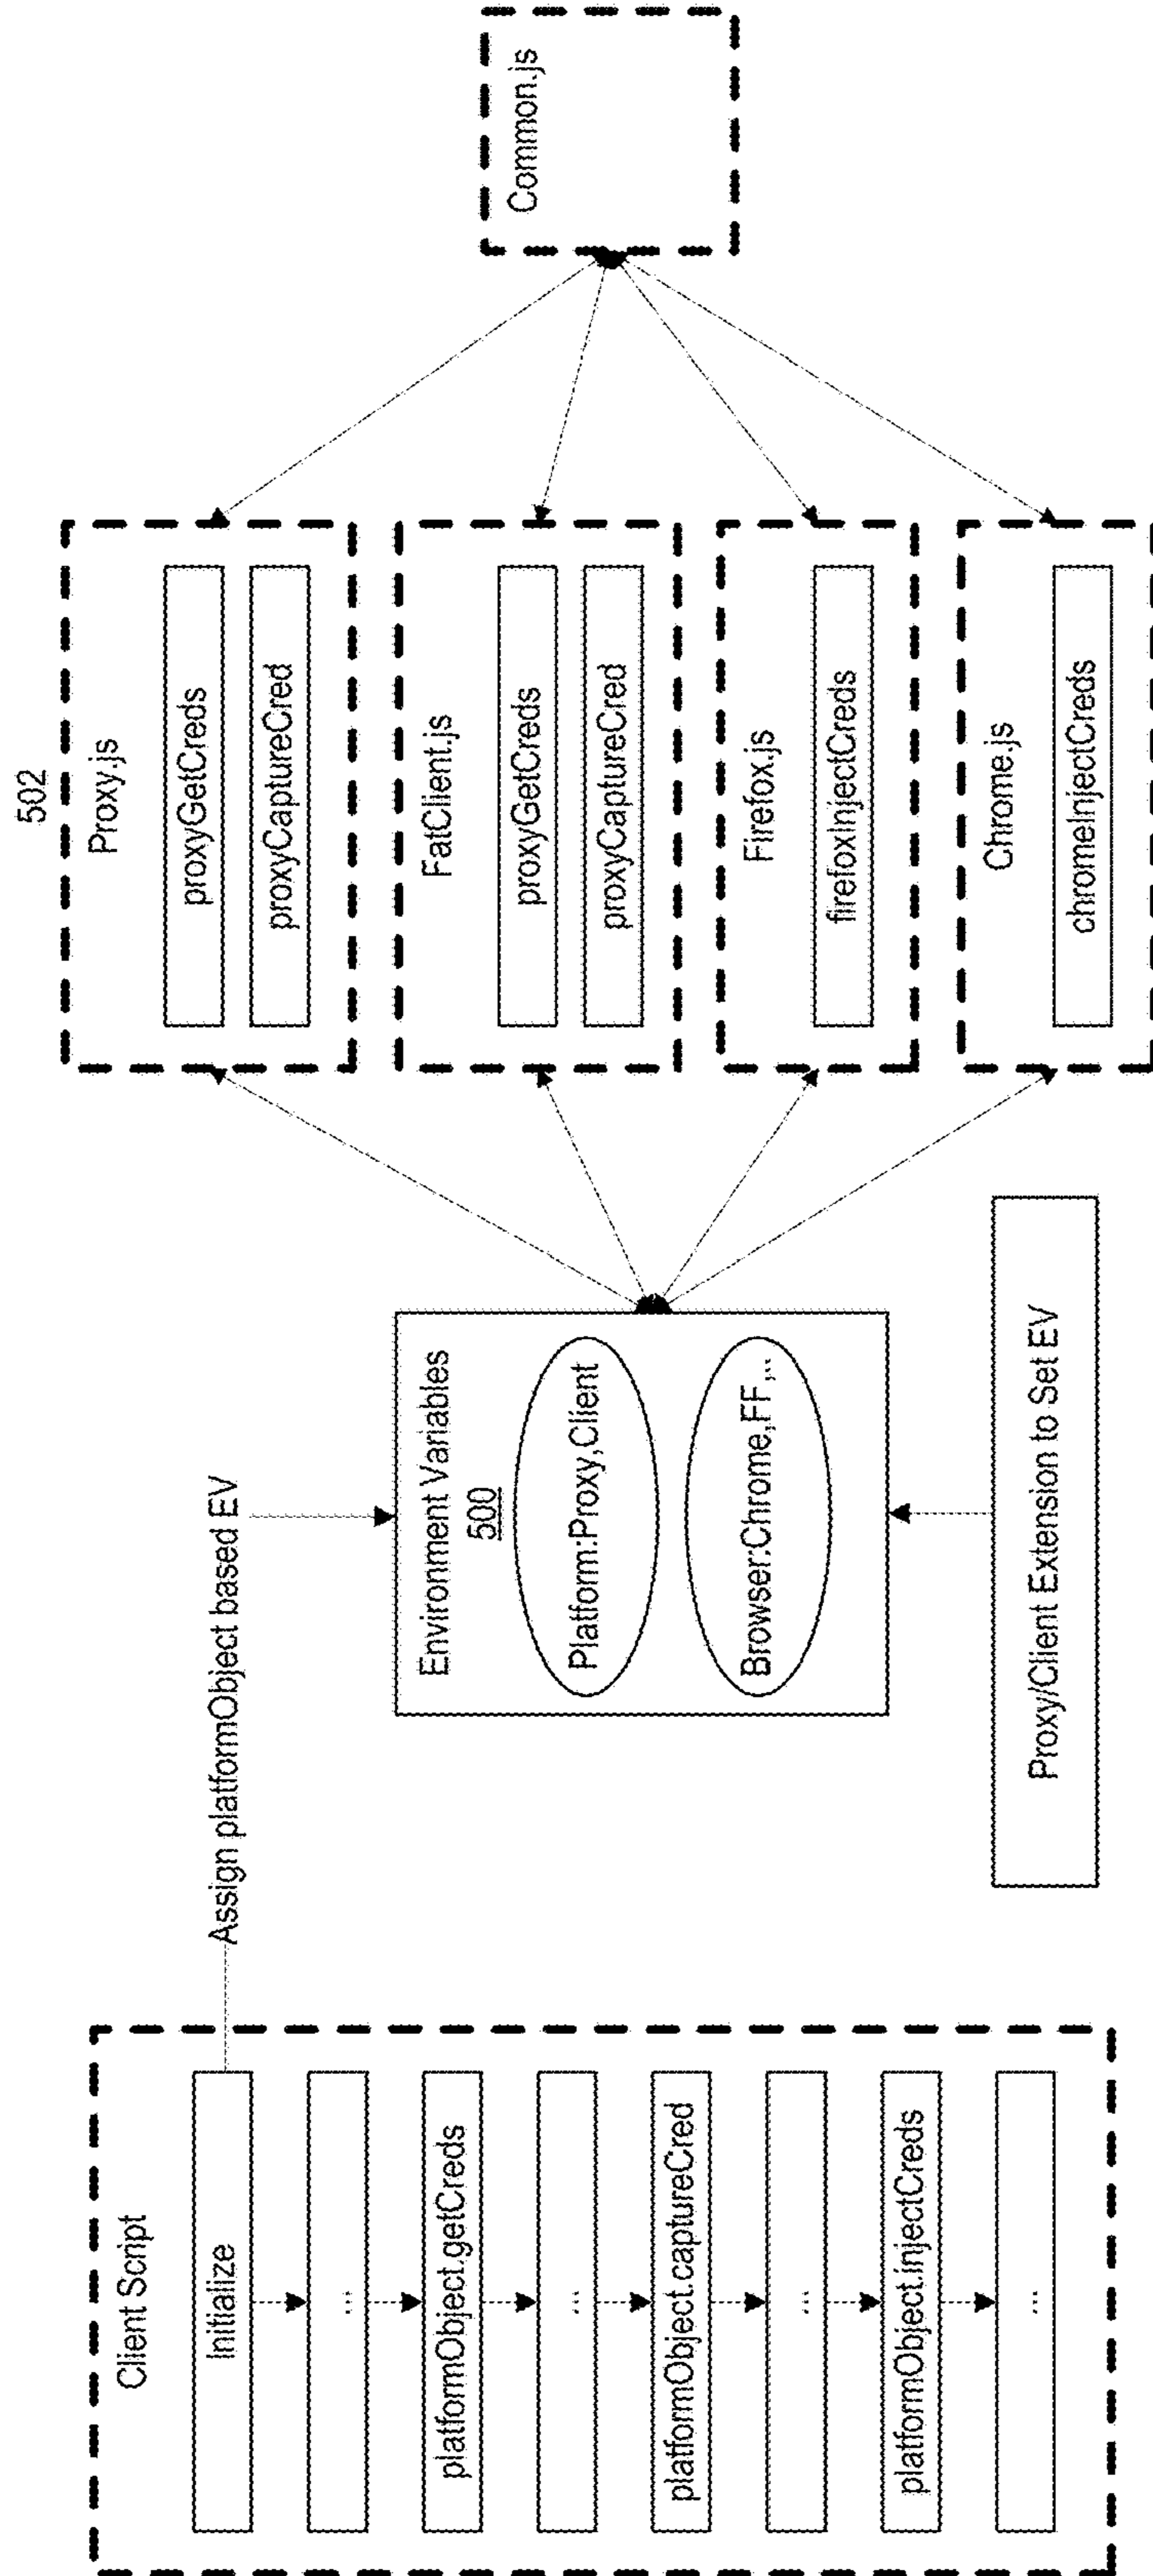 Client Script
Initialize
...
platformObject.getCreds
...
platformObject.captureCred
...
platformObject.injectCreds
...
Assign platformObject based EV
Environment Variables
500
Platform:Proxy,Client
Browser:Chrome,FF,..
Proxy/Client Extension to Set EV
502
Proxy.js
proxyGetCreds
proxyCaptureCred
FatClient.js
proxyGetCreds
proxyCaptureCred
Firefox.js
firefoxInjectCreds
Chrome.js
chromeInjectCreds
Common.js